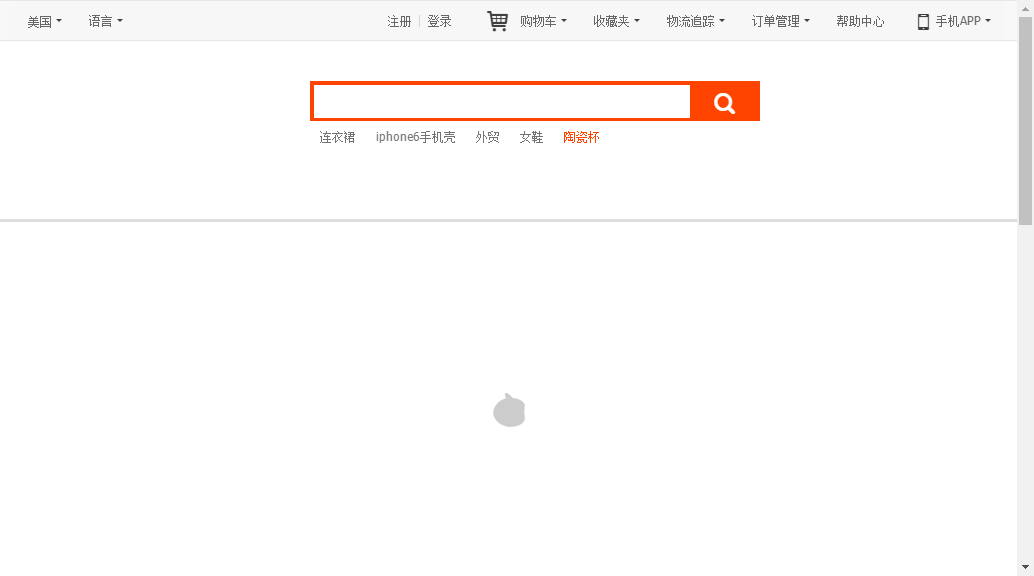 美国 语言 注册 登录 购物车 收藏夹 物流追踪 订单管理 帮助中心 手机APP
连衣裙 iphone6手机壳 外贸 女鞋 陶瓷杯